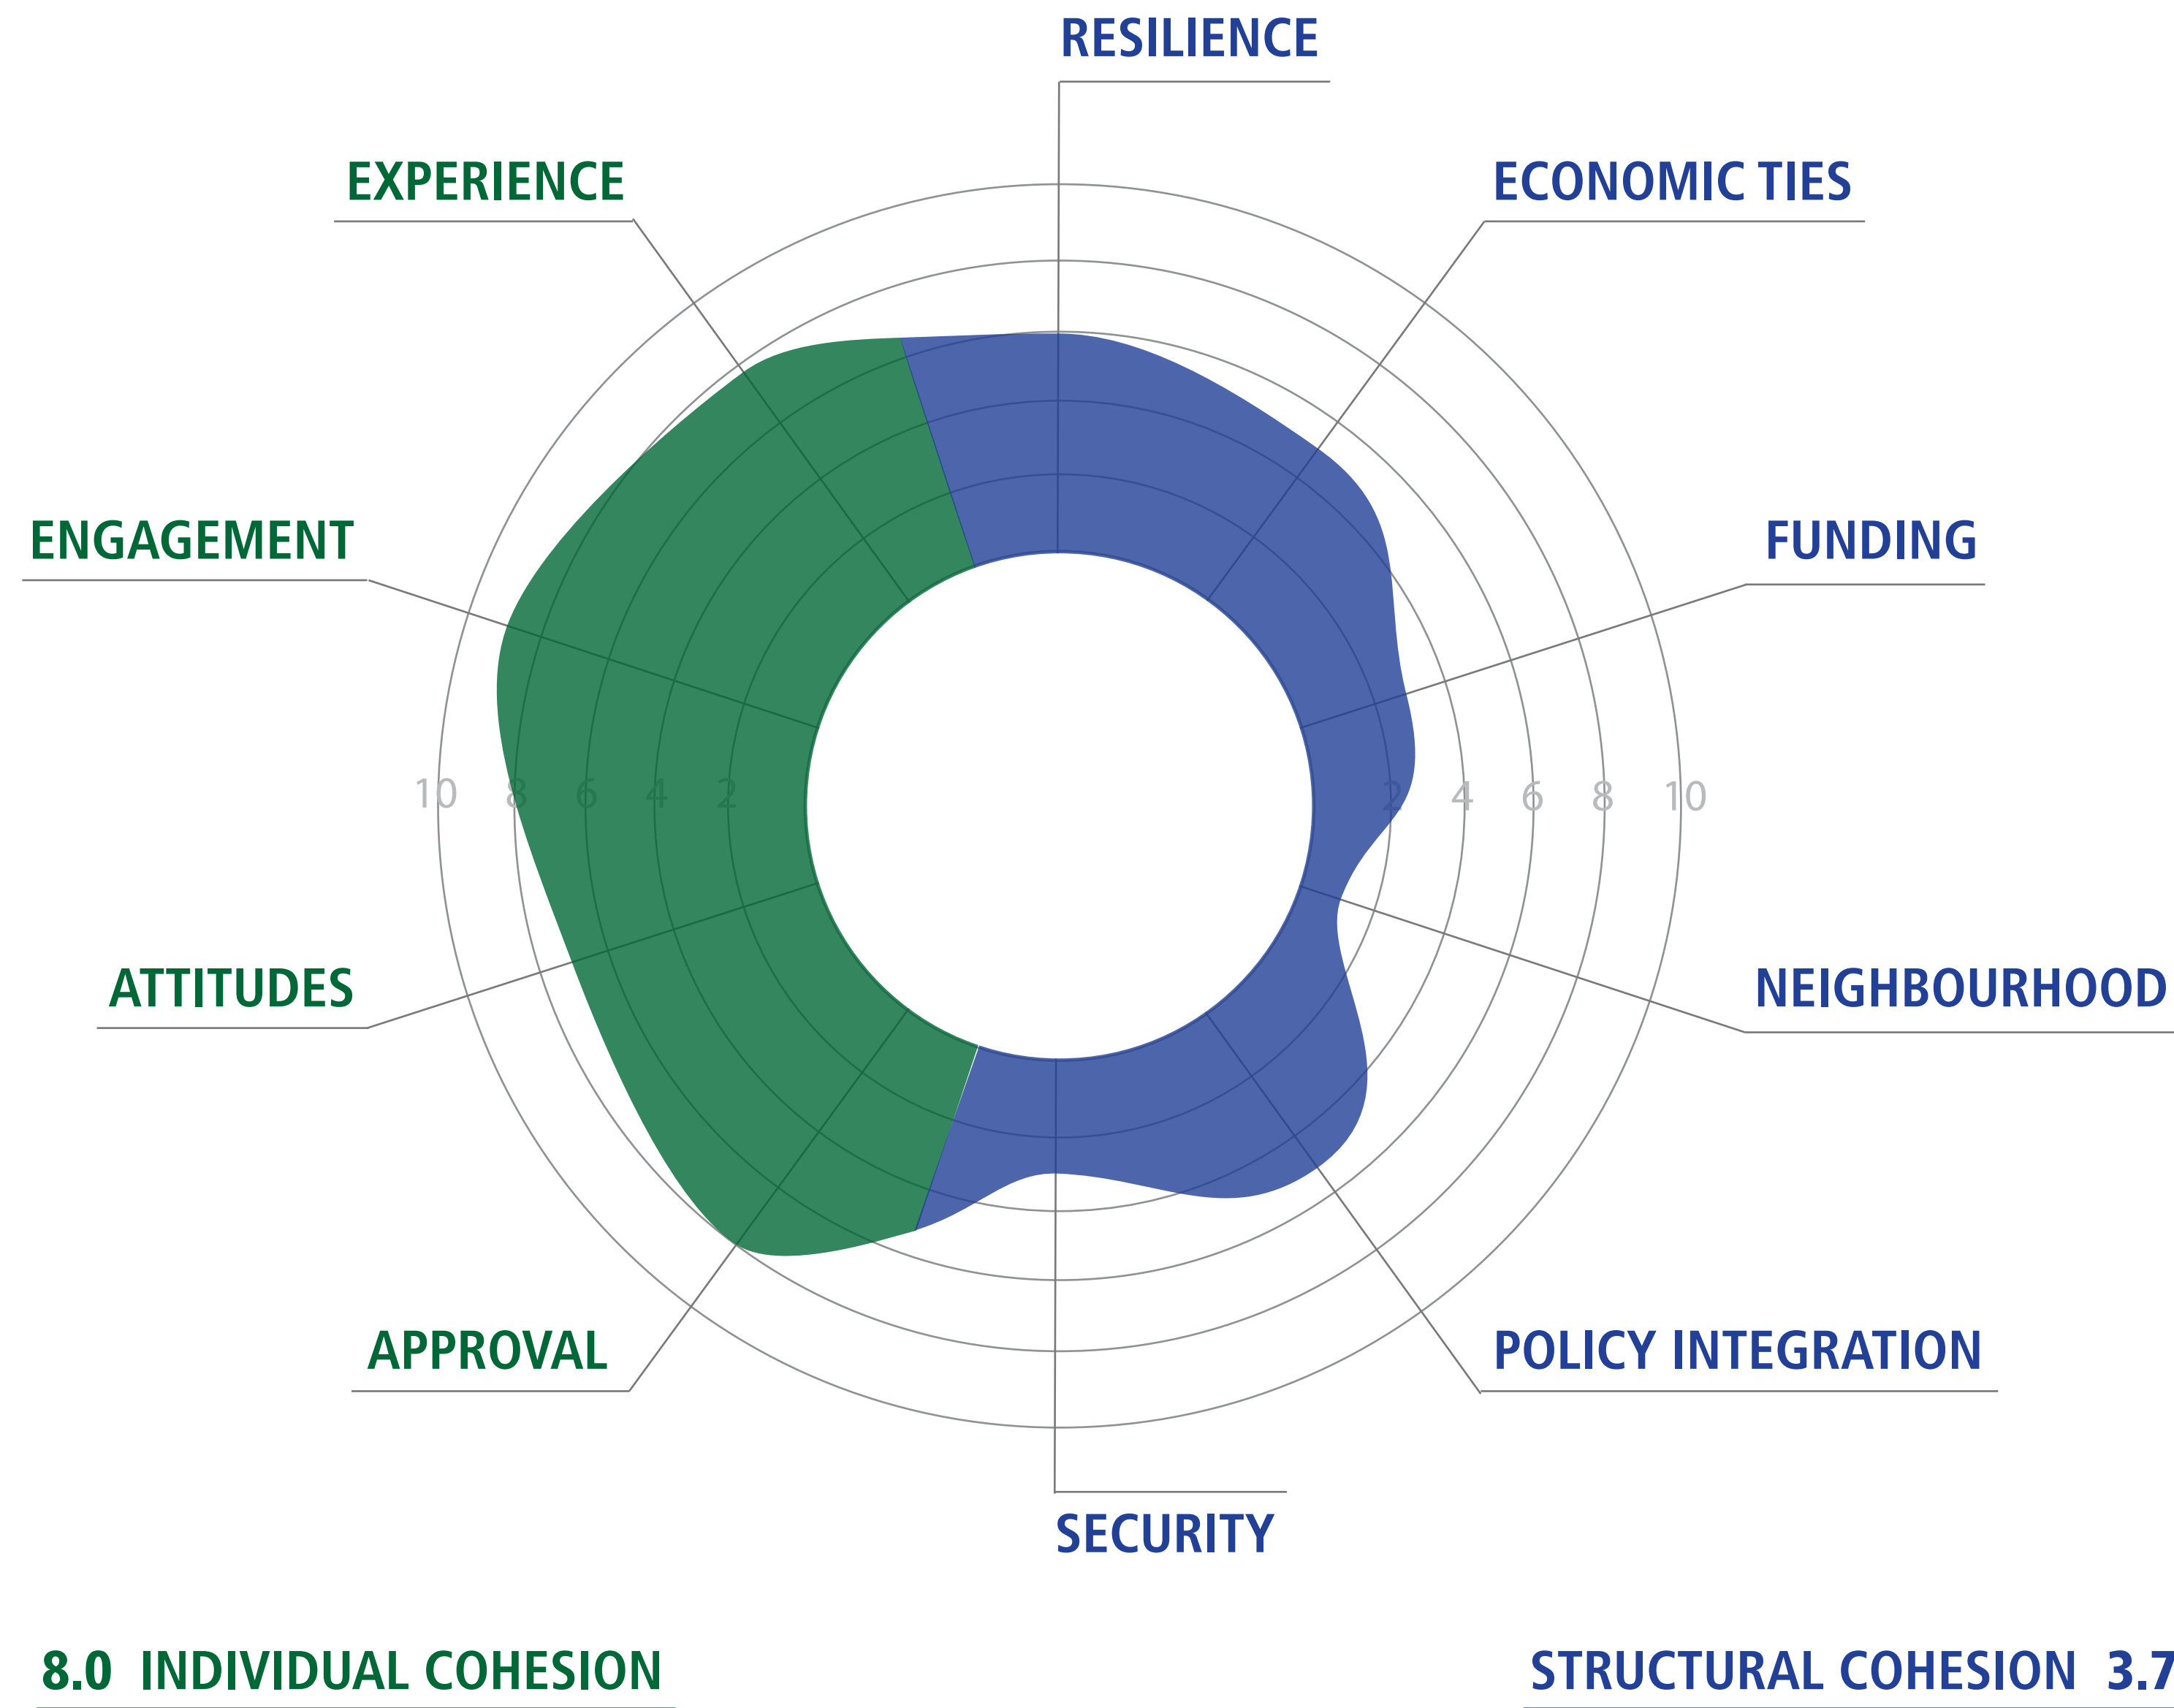 RESILIENCE
EXPERIENCE
ECONOMIC TIES
ENGAGEMENT
FUNDING
10 8 6 4 2 2 4 6 8 10
ATTITUDES
NEIGHBOURHOOD
APPROVAL
POLICY INTEGRATION
SECURITY
8.0 INDIVIDUAL COHESION
STRUCTURAL COHESION 3.7